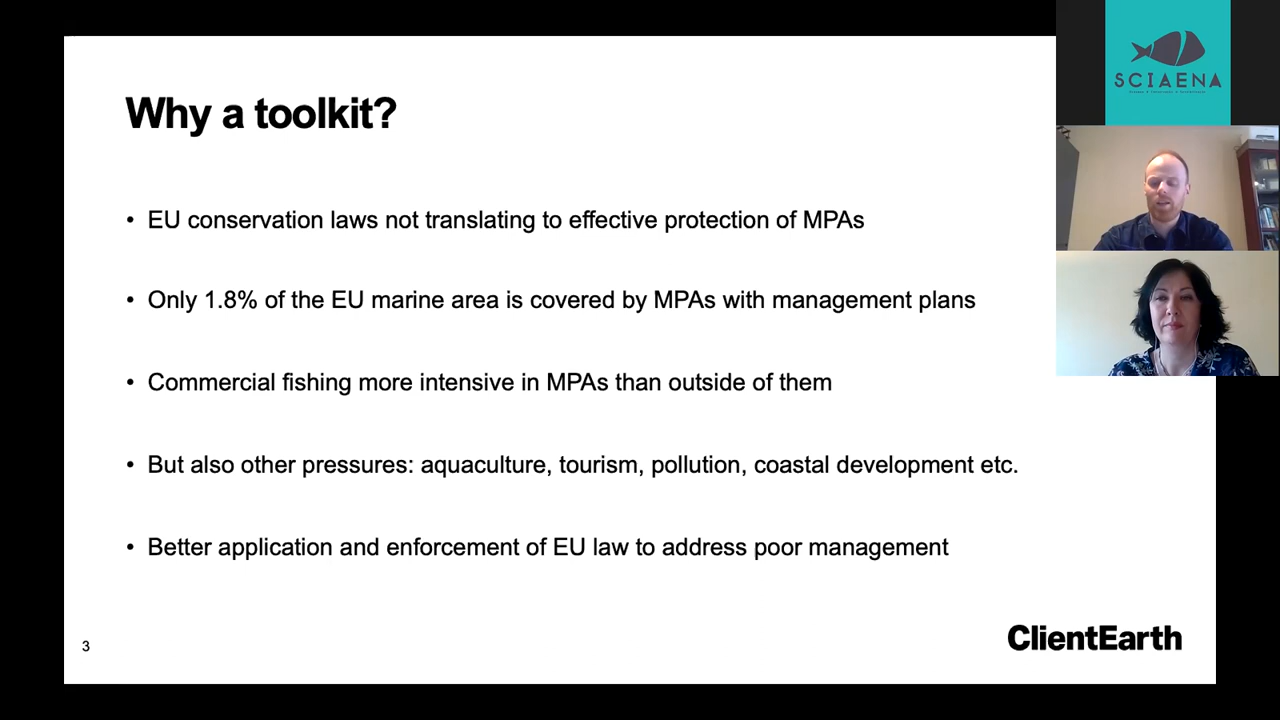 Why a toolkit?
• EU conservation laws not translating to effective protection of MPAs
• Only 1.8% of the EU marine area is covered by MPAs with management plans
• Commercial fishing more intensive in MPAs than outside of them
• But also other pressures: aquaculture, tourism, pollution, coastal development etc.
• Better application and enforcement of EU law to address poor management
3
ClientEarth
SCIAENA